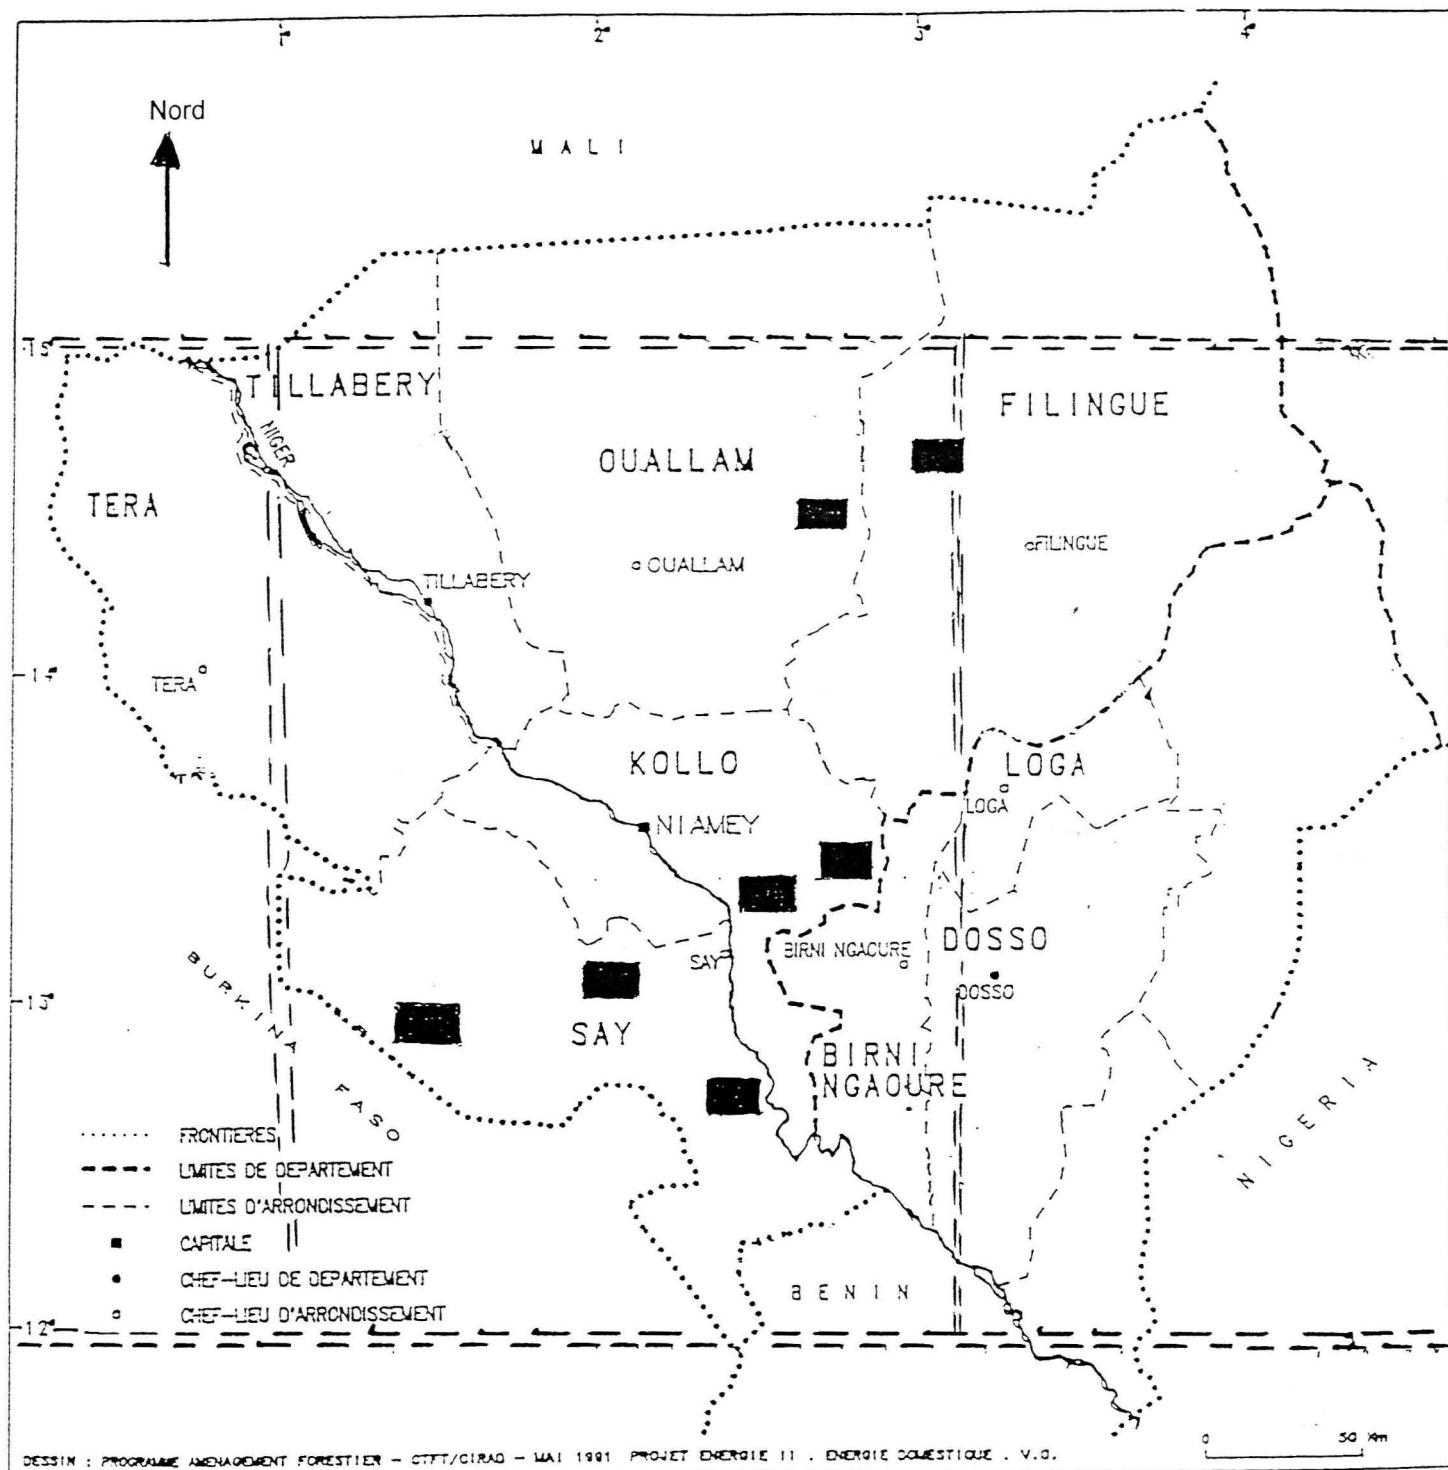 1° 2° 3° 4°
Nord
MALI
15°
TILLABERY
FILINGUE
NIGER
OUALLAM
TERA
FILINGUE
OUALLAM
TILLABERY
14°
TERA
KOLLO
LOGA
LOGA
NIAMEY
DOSSO
SAY
BIRNI NGAOURE
BURKINA FASO
DOSSO
13°
SAY
BIRNI
NGAOURE
NIGERIA
FRONTIERES
LIMITES DE DEPARTEMENT
LIMITES D'ARRONDISSEMENT
CAPITALE
CHEF-LIEU DE DEPARTEMENT
BENIN
CHEF-LIEU D'ARRONDISSEMENT
12°
0 50 Km
DESSIN : PROGRAMME AMENAGEMENT FORESTIER - CTFT/CIRAD - MAI 1991 PROJET ENERGIE II . ENERGIE DOMESTIQUE . V.O.